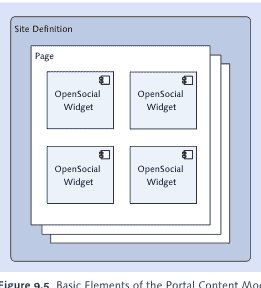 Site Definition
Page
OpenSocial
Widget
OpenSocial
Widget
OpenSocial
Widget
OpenSocial
Widget
Figure 9.5 Basic Elements of the Portal Content